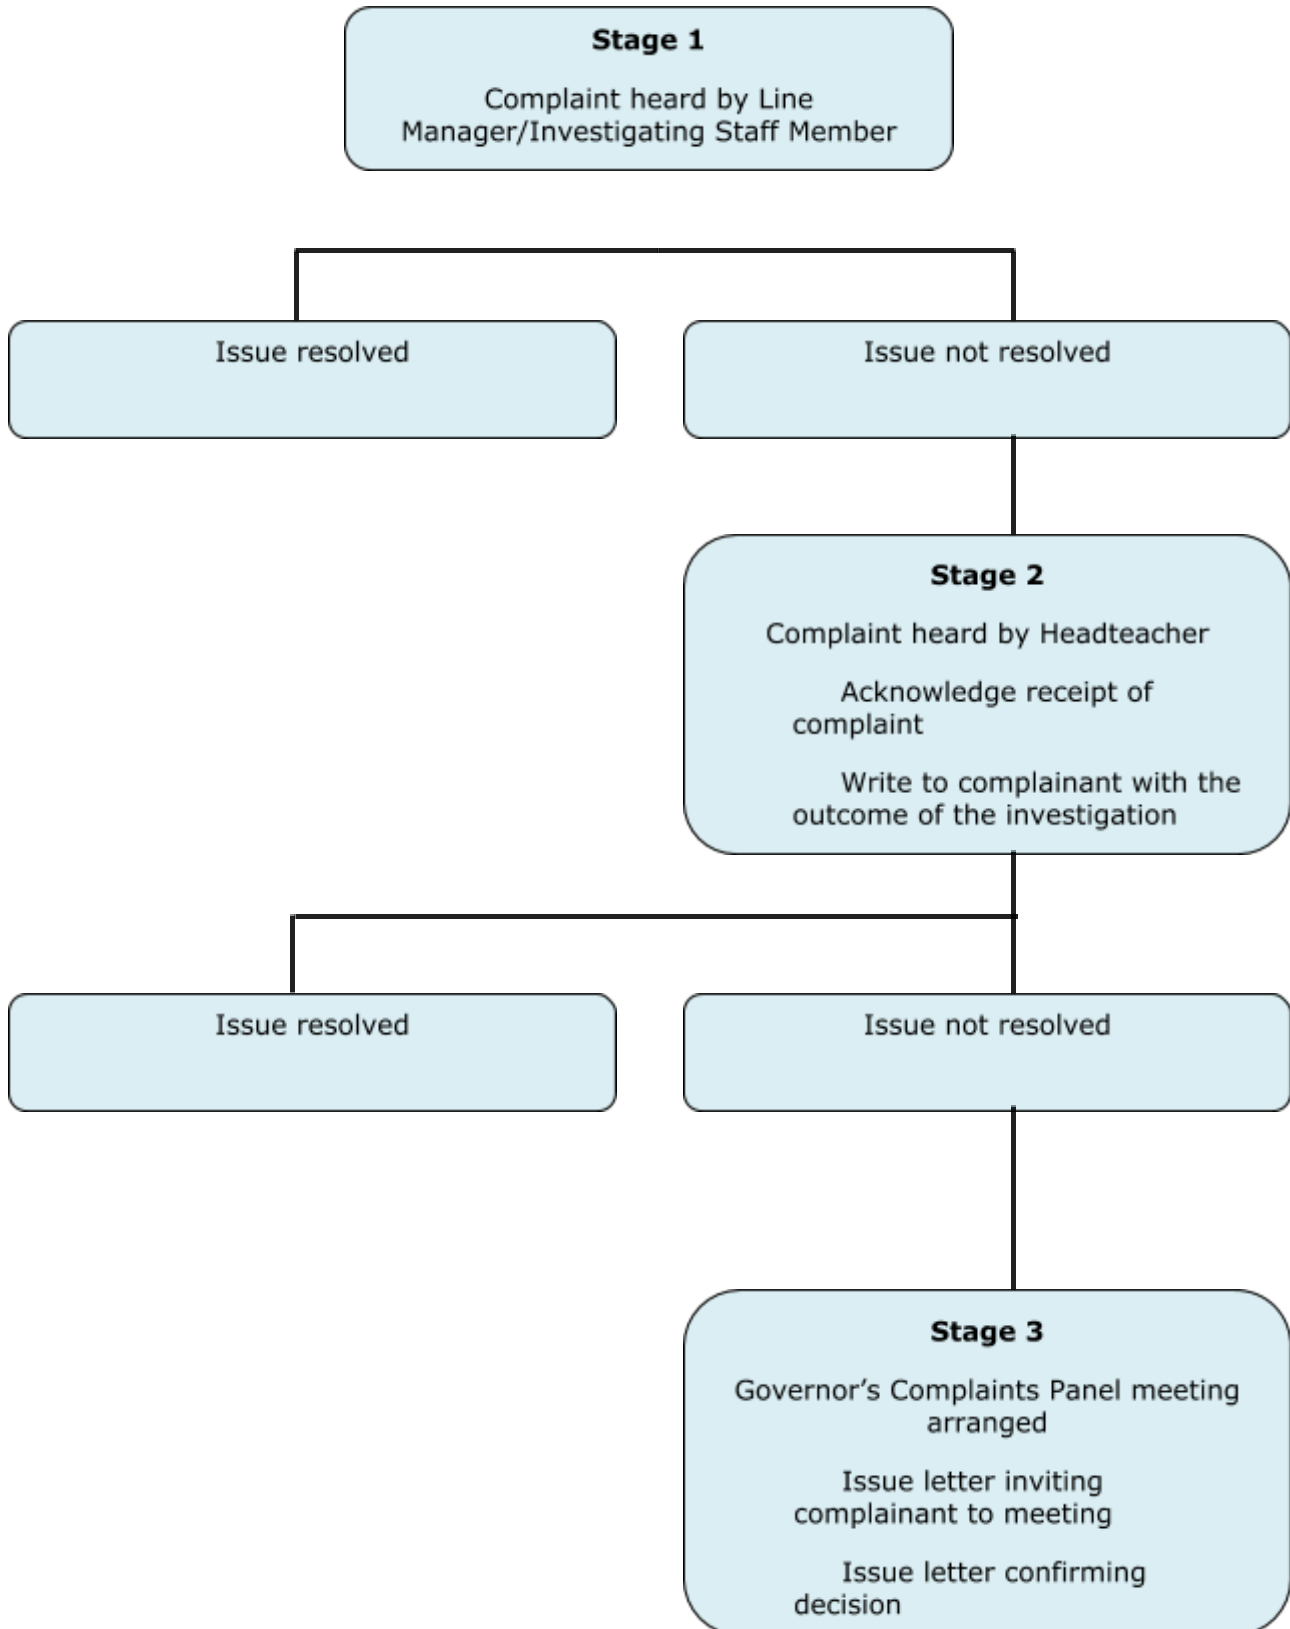 Stage 1
Complaint heard by Line
Manager/Investigating Staff Member
Issue resolved
Issue not resolved
Stage 2
Complaint heard by Headteacher
Acknowledge receipt of
complaint
Write to complainant with the
outcome of the investigation
Issue resolved
Issue not resolved
Stage 3
Governor’s Complaints Panel meeting
arranged
Issue letter inviting
complainant to meeting
Issue letter confirming
decision